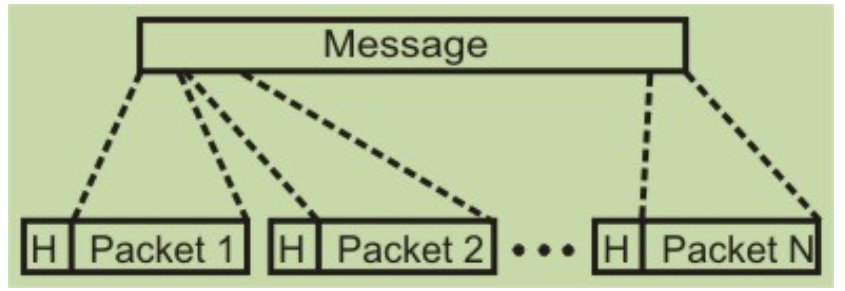 Message
H Packet 1 H Packet 2 ••• H Packet N